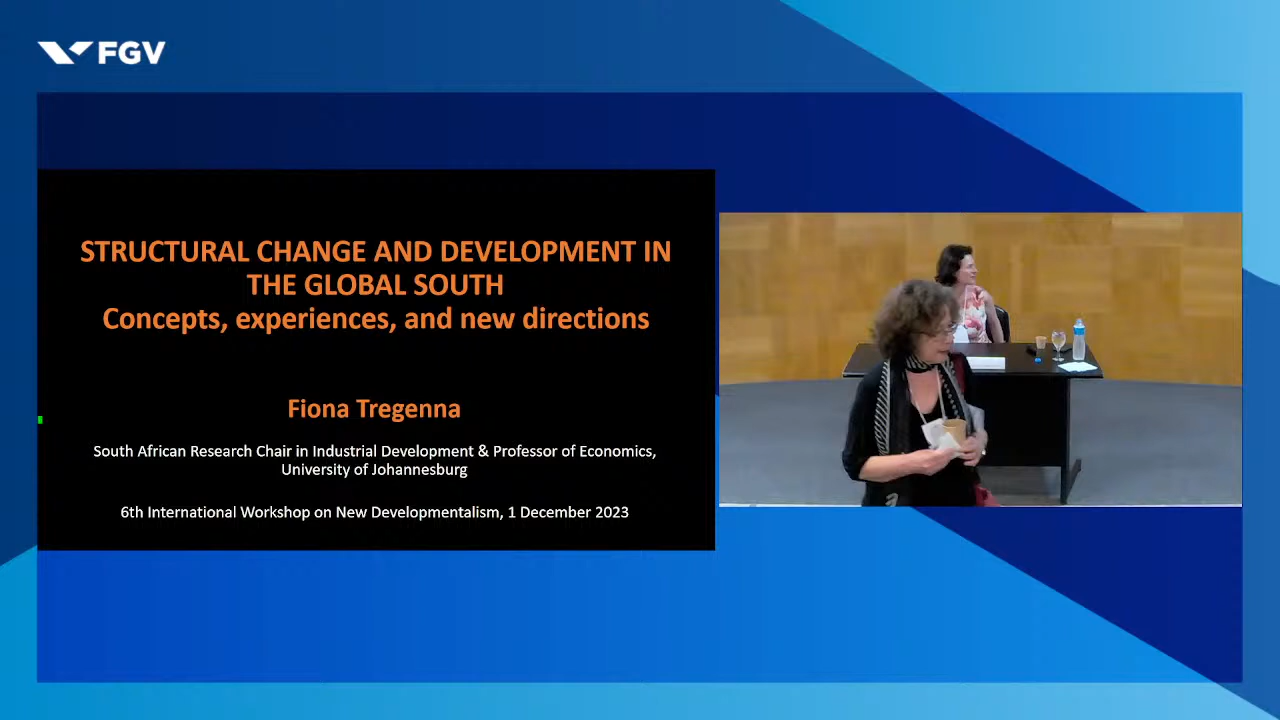 FGV
STRUCTURAL CHANGE AND DEVELOPMENT IN
THE GLOBAL SOUTH
Concepts, experiences, and new directions
Fiona Tregenna
South African Research Chair in Industrial Development & Professor of Economics,
University of Johannesburg
6th International Workshop on New Developmentalism, 1 December 2023